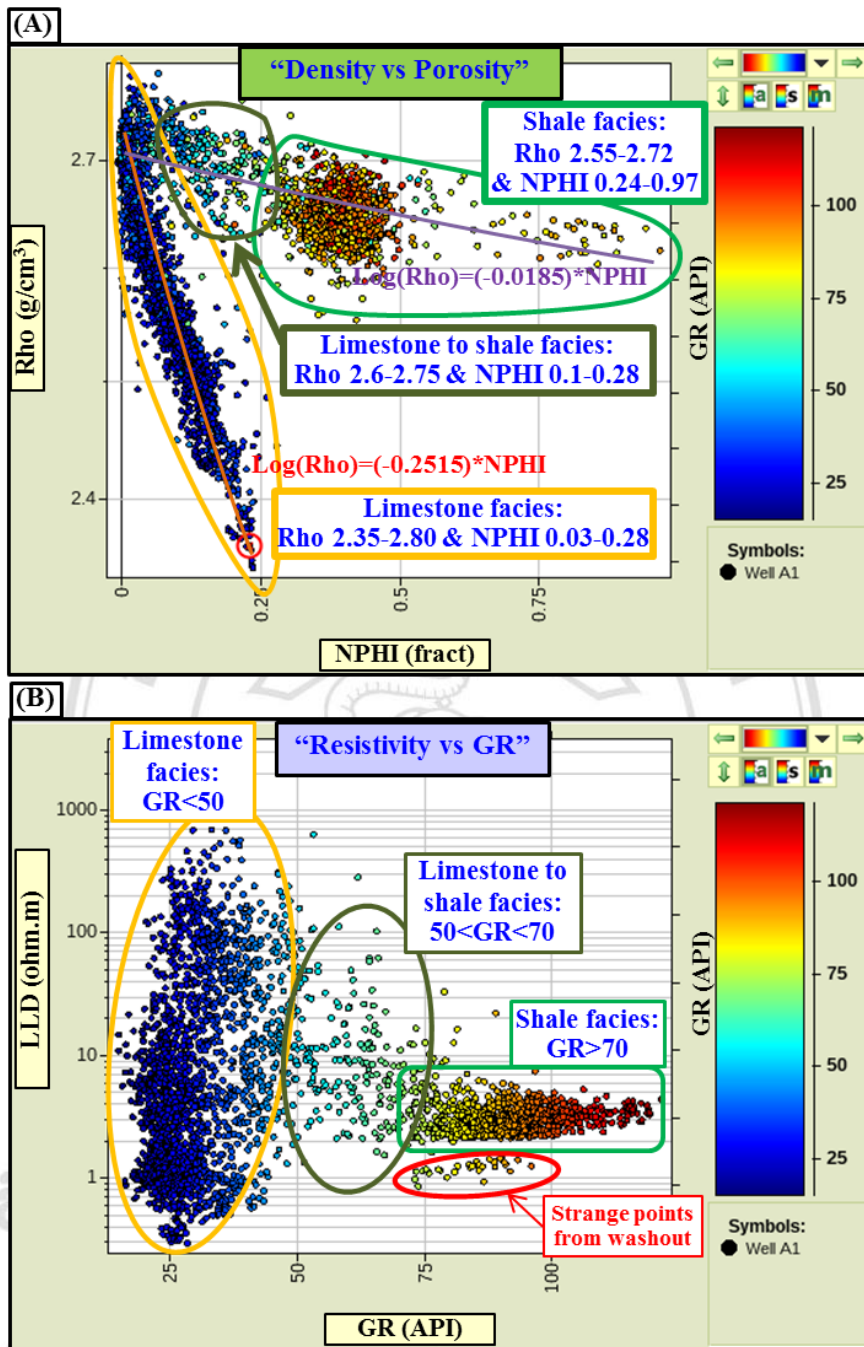 (A)
“Density vs Porosity”
Shale facies:
Rho 2.55-2.72
& NPHI 0.24-0.97
2.7
Log(Rho)=(-0.0185)*NPHI
Limestone to shale facies:
Rho 2.6-2.75 & NPHI 0.1-0.28
Log(Rho)=(-0.2515)*NPHI
2.4
Limestone facies:
Rho 2.35-2.80 & NPHI 0.03-0.28
Rho (g/cm³)
0
0.25
0.5
0.75
NPHI (fract)
a
s
m
GR (API)
100
75
50
25
Symbols:
Well A1
(B)
Limestone
facies:
GR<50
“Resistivity vs GR”
Limestone to
shale facies:
50<GR<70
Shale facies:
GR>70
Strange points
from washout
LLD (ohm.m)
1000
100
10
1
25
50
75
100
GR (API)
a
s
m
GR (API)
100
75
50
25
Symbols:
Well A1